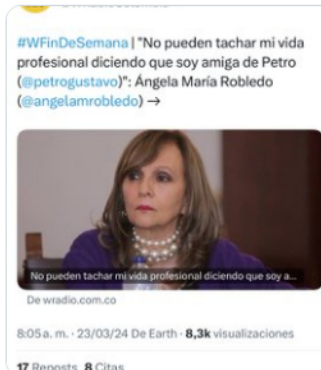 #WFinDeSemana | "No pueden tachar mi vida
profesional diciendo que soy amiga de Petro
(@petrogustavo)": Ángela María Robledo
(@angelamrobledo) →
No pueden tachar mi vida profesional diciendo que soy a...
De wradio.com.co
8:05 a. m. · 23/03/24 De Earth · 8,3k visualizaciones
17 Reposts 8 Citas